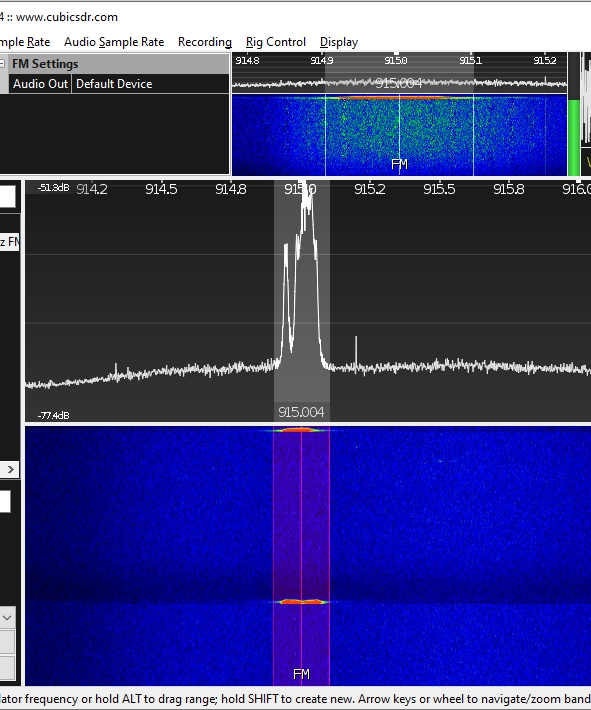 4 :: www.cubicsdr.com
mple Rate Audio Sample Rate Recording Rig Control Display
FM Settings
Audio Out Default Device
914.8 914.9 915.0 915.1 915.2
915.004
FM
-51.3dB 914.2 914.5 914.8 915.0 915.2 915.5 915.8 916.0
z FM
915.004
-77.4dB
FM
lator frequency or hold ALT to drag range; hold SHIFT to create new. Arrow keys or wheel to navigate/zoom band